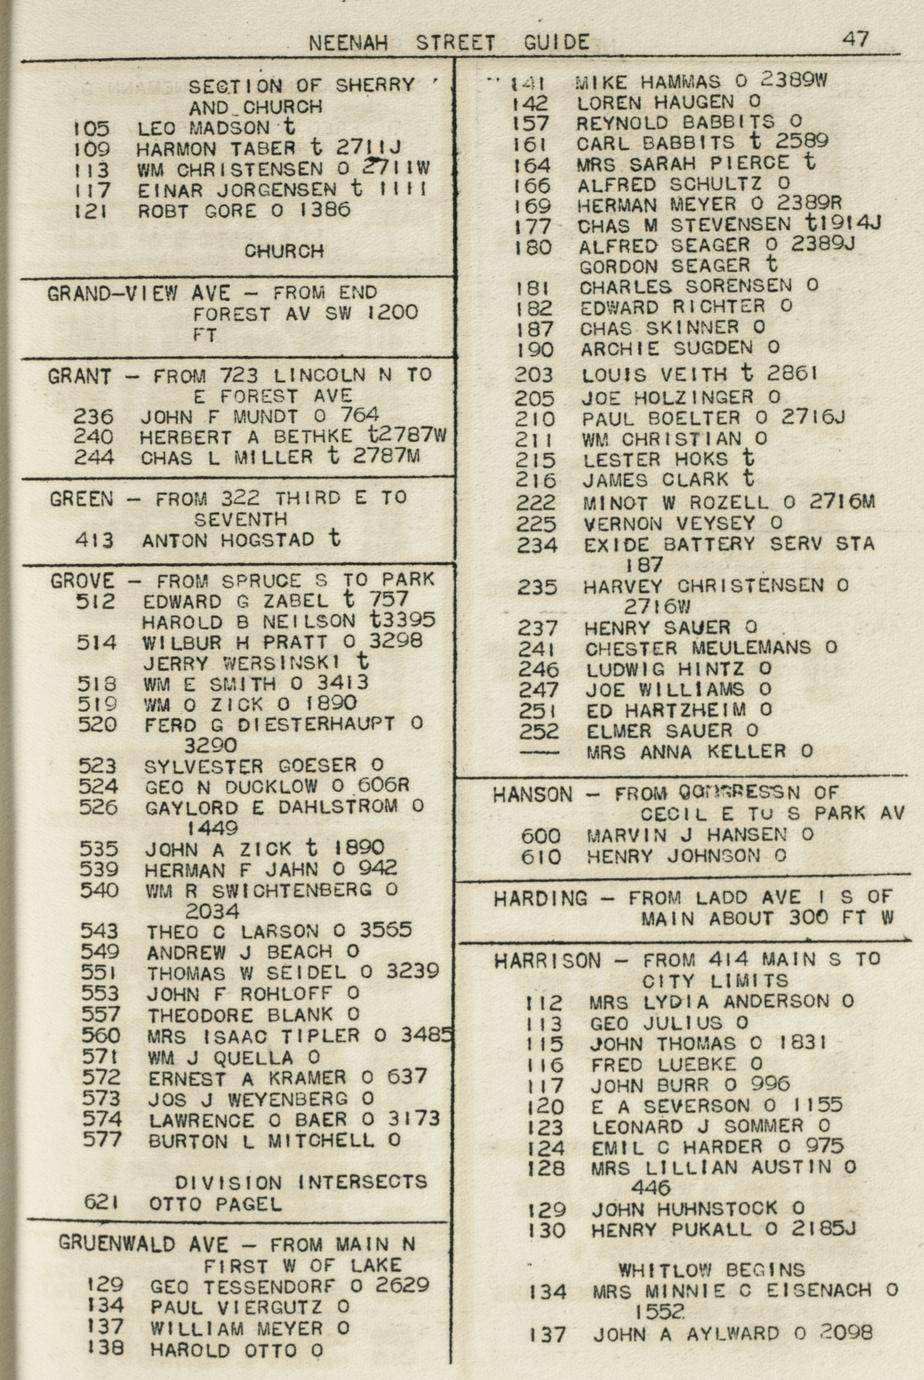 NEENAH STREET GUIDE 47
SECTION OF SHERRY
AND CHURCH
105 LEO MADSON t
109 HARMON TABER t 2711J
113 WM CHRISTENSEN O 2711W
117 EINAR JORGENSEN t 1111
121 ROBT GORE O 1386
CHURCH
GRAND-VIEW AVE - FROM END
FOREST AV SW 1200
FT
GRANT - FROM 723 LINCOLN N TO
E FOREST AVE
236 JOHN F MUNDT O 764
240 HERBERT A BETHKE t2787W
244 CHAS L MILLER t 2787M
GREEN - FROM 322 THIRD E TO
SEVENTH
413 ANTON HOGSTAD t
GROVE - FROM SPRUCE S TO PARK
512 EDWARD G ZABEL t 757
HAROLD B NEILSON t3395
514 WILBUR H PRATT O 3298
JERRY WERSINSKI t
518 WM E SMITH O 3413
519 WM O ZICK O 1890
520 FERD G DIESTERHAUPT O
3290
523 SYLVESTER GOESER O
524 GEO N DUCKLOW O 606R
526 GAYLORD E DAHLSTROM O
1449
535 JOHN A ZICK t 1890
539 HERMAN F JAHN O 942
540 WM R SWICHTENBERG O
2034
543 THEO C LARSON O 3565
549 ANDREW J BEACH O
551 THOMAS W SEIDEL O 3239
553 JOHN F ROHLOFF O
557 THEODORE BLANK O
560 MRS ISAAC TIPLER O 3485
571 WM J QUELLA O
572 ERNEST A KRAMER O 637
573 JOS J WEYENBERG O
574 LAWRENCE O BAER O 3173
577 BURTON L MITCHELL O
DIVISION INTERSECTS
621 OTTO PAGEL
GRUENWALD AVE - FROM MAIN N
FIRST W OF LAKE
129 GEO TESSENDORF O 2629
134 PAUL VIERGUTZ O
137 WILLIAM MEYER O
138 HAROLD OTTO O
141 MIKE HAMMAS O 2389W
142 LOREN HAUGEN O
157 REYNOLD BABBITS O
161 CARL BABBITS t 2589
164 MRS SARAH PIERCE t
166 ALFRED SCHULTZ O
169 HERMAN MEYER O 2389R
177 CHAS M STEVENSEN t1914J
180 ALFRED SEAGER O 2389J
GORDON SEAGER t
181 CHARLES SORENSEN O
182 EDWARD RICHTER O
187 CHAS SKINNER O
190 ARCHIE SUGDEN O
203 LOUIS VEITH t 2861
205 JOE HOLZINGER O
210 PAUL BOELTER O 2716J
211 WM CHRISTIAN O
215 LESTER HOKS t
216 JAMES CLARK t
222 MINOT W ROZELL O 2716M
225 VERNON VEYSEY O
234 EXIDE BATTERY SERV STA
187
235 HARVEY CHRISTENSEN O
2716W
237 HENRY SAUER O
241 CHESTER MEULEMANS O
246 LUDWIG HINTZ O
247 JOE WILLIAMS O
251 ED HARTZHEIM O
252 ELMER SAUER O
--- MRS ANNA KELLER O
HANSON - FROM OF
CECIL E TO S PARK AV
600 MARVIN J HANSEN O
610 HENRY JOHNSON O
HARDING - FROM LADD AVE 1 S OF
MAIN ABOUT 300 FT W
HARRISON - FROM 414 MAIN S TO
CITY LIMITS
112 MRS LYDIA ANDERSON O
113 GEO JULIUS O
115 JOHN THOMAS O 1831
116 FRED LUEBKE O
117 JOHN BURR O 996
120 E A SEVERSON O 1155
123 LEONARD J SOMMER O
124 EMIL C HARDER O 975
128 MRS LILLIAN AUSTIN O
446
129 JOHN HUHNSTOCK O
130 HENRY PUKALL O 2185J
WHITLOW BEGINS
134 MRS MINNIE C EISENACH O
1552
137 JOHN A AYLWARD O 2098